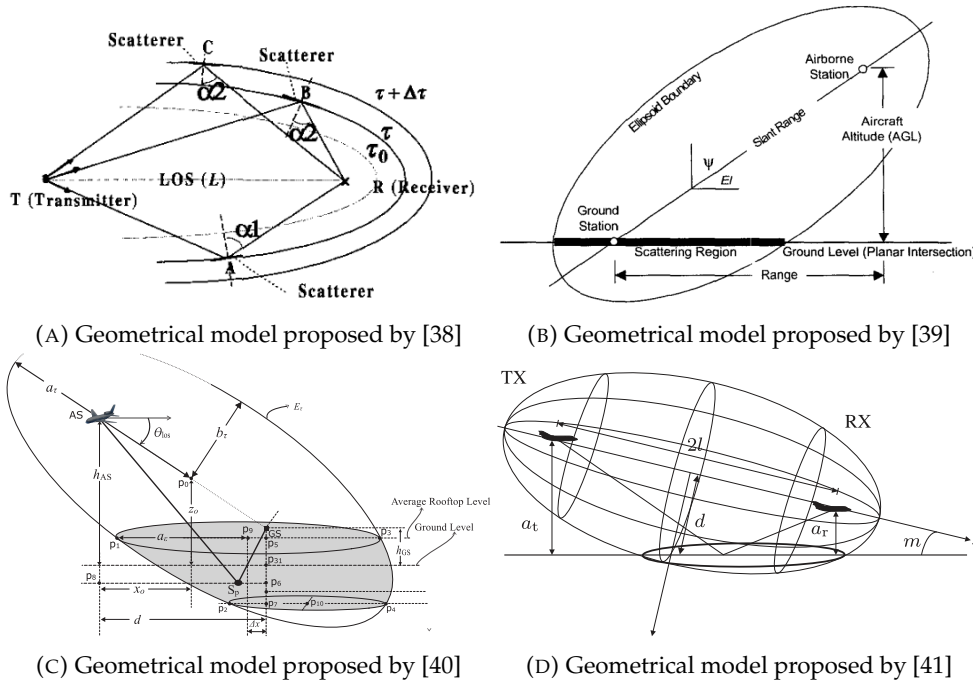 Scatterer
C
Scatterer
B
α2
α2
τ + Δτ
τ
τ₀
LOS (L)
T (Transmitter)
R (Receiver)
α1
A
Scatterer
(A) Geometrical model proposed by [38]
Ellipsoid Boundary
Airborne
Station
Slant Range
Aircraft
Altitude (AGL)
Ψ
El
Ground
Station
Scattering Region
Ground Level (Planar Intersection)
Range
(B) Geometrical model proposed by [39]
aτ
AS
θlos
bτ
Eτ
hAS
p₀
zₒ
Average Rooftop Level
Ground Level
p₁
aₑ
p₉
GS
p₃
p₅
hGS
p₃₁
p₈
Sp
p₆
xₒ
p₂
p₇
p₁₀
p₄
d
Δx
(C) Geometrical model proposed by [40]
TX
RX
2l
at
d
ar
m
(D) Geometrical model proposed by [41]